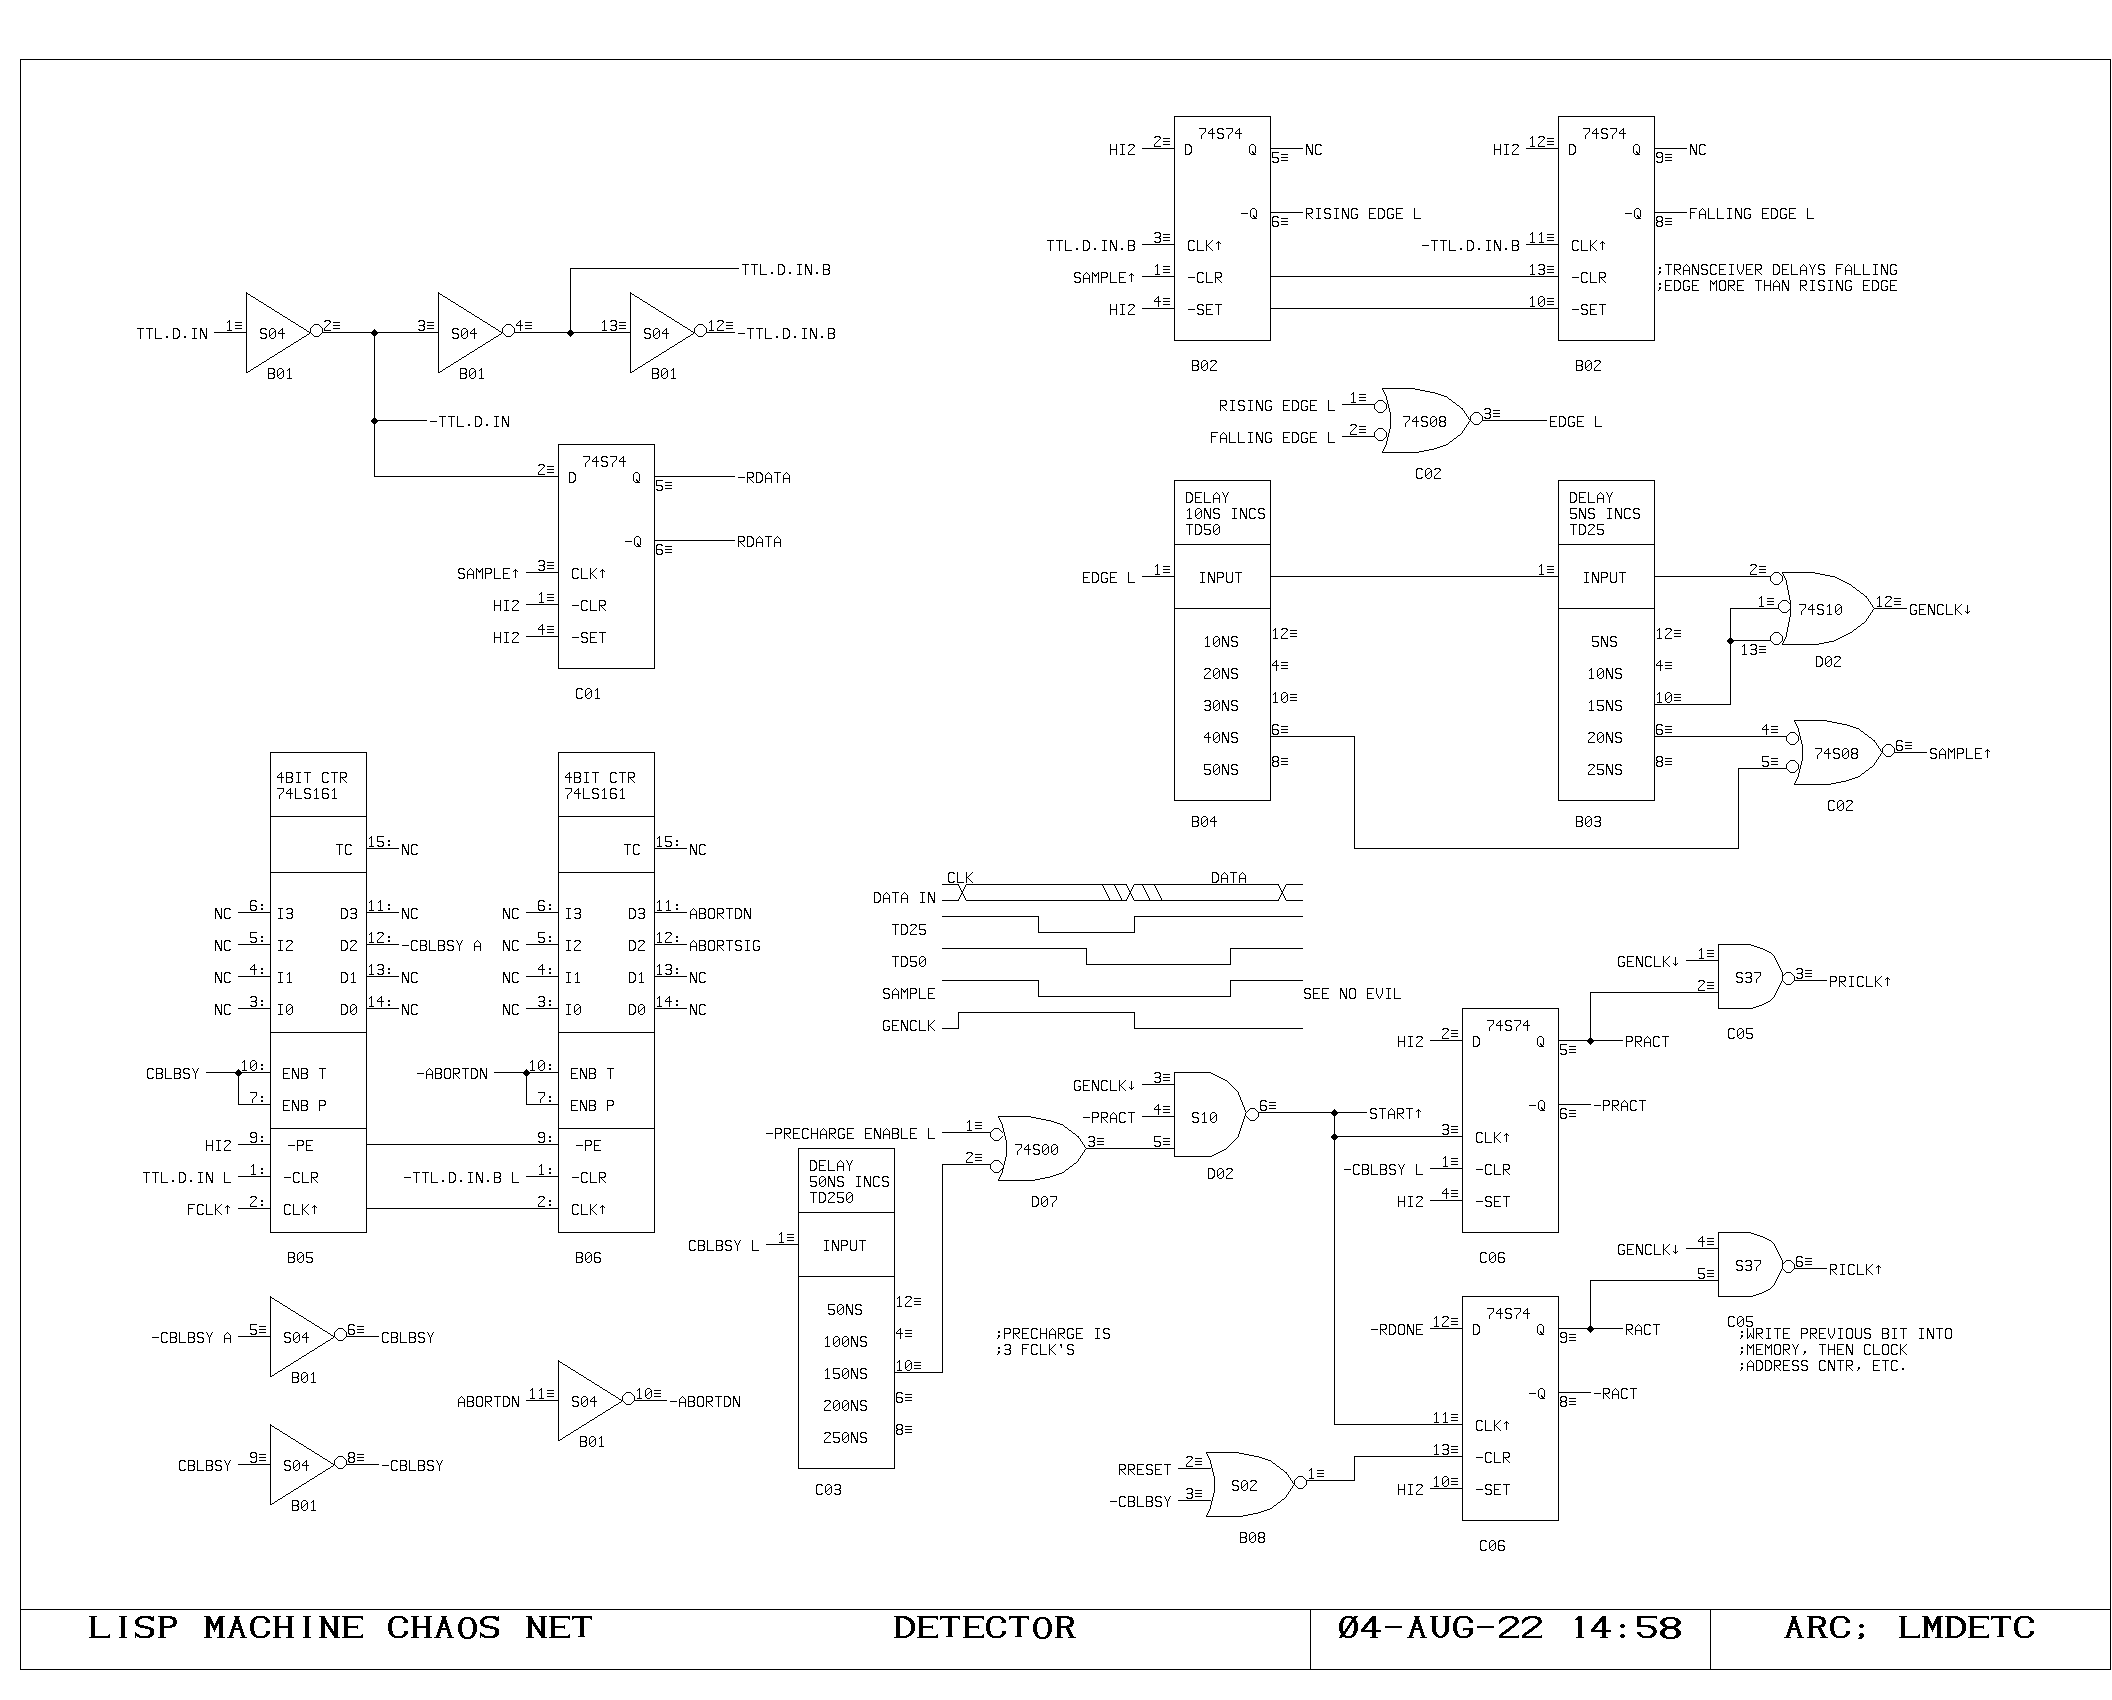 74S74
D
Q
-Q
CLK↑
-CLR
-SET
HI2 2≡
5≡ NC
6≡ RISING EDGE L
TTL.D.IN.B 3≡
SAMPLE↑ 1≡
HI2 4≡
B02
74S74
D
Q
-Q
CLK↑
-CLR
-SET
HI2 12≡
9≡ NC
8≡ FALLING EDGE L
-TTL.D.IN.B 11≡
13≡
10≡
B02
;TRANSCEIVER DELAYS FALLING
;EDGE MORE THAN RISING EDGE
TTL.D.IN.B
TTL.D.IN 1≡ S04 2≡ 3≡ S04 4≡ 13≡ S04 12≡ -TTL.D.IN.B
B01 B01 B01
-TTL.D.IN
RISING EDGE L 1≡
74S08 3≡ EDGE L
FALLING EDGE L 2≡
C02
74S74
2≡ D Q 5≡ -RDATA
-Q 6≡ RDATA
SAMPLE↑ 3≡ CLK↑
HI2 1≡ -CLR
HI2 4≡ -SET
C01
DELAY
10NS INCS
TD50
EDGE L 1≡ INPUT
10NS 12≡
20NS 4≡
30NS 10≡
40NS 6≡
50NS 8≡
B04
DELAY
5NS INCS
TD25
1≡ INPUT
5NS 12≡
10NS 4≡
15NS 10≡
20NS 6≡
25NS 8≡
B03
2≡
1≡ 74S10 12≡ GENCLK↓
13≡
D02
4≡
74S08 6≡ SAMPLE↑
5≡
C02
4BIT CTR
74LS161
TC 15: NC
NC 6: I3 D3 11: NC
NC 5: I2 D2 12: -CBLBSY A
NC 4: I1 D1 13: NC
NC 3: I0 D0 14: NC
CBLBSY 10: ENB T
7: ENB P
HI2 9: -PE
TTL.D.IN L 1: -CLR
FCLK↑ 2: CLK↑
B05
4BIT CTR
74LS161
TC 15: NC
NC 6: I3 D3 11: ABORTDN
NC 5: I2 D2 12: ABORTSIG
NC 4: I1 D1 13: NC
NC 3: I0 D0 14: NC
-ABORTDN 10: ENB T
7: ENB P
9: -PE
-TTL.D.IN.B L 1: -CLR
2: CLK↑
B06
CLK DATA
DATA IN
TD25
TD50
SAMPLE SEE NO EVIL
GENCLK
-PRECHARGE ENABLE L 1≡
2≡ 74S00 3≡
D07
GENCLK↓ 3≡
-PRACT 4≡ S10 6≡ START↑
5≡
D02
DELAY
50NS INCS
TD250
CBLBSY L 1≡ INPUT
50NS 12≡
100NS 4≡
150NS 10≡
200NS 6≡
250NS 8≡
C03
;PRECHARGE IS
;3 FCLK'S
74S74
HI2 2≡ D Q 5≡ PRACT
-Q 6≡ -PRACT
3≡ CLK↑
-CBLBSY L 1≡ -CLR
HI2 4≡ -SET
C06
GENCLK↓ 1≡
2≡ S37 3≡ PRICLK↑
C05
74S74
-RDONE 12≡ D Q 9≡ RACT
-Q 8≡ -RACT
11≡ CLK↑
13≡ -CLR
HI2 10≡ -SET
C06
GENCLK↓ 4≡
5≡ S37 6≡ RICLK↑
C05
;WRITE PREVIOUS BIT INTO
;MEMORY, THEN CLOCK
;ADDRESS CNTR, ETC.
RRESET 2≡
S02 1≡
-CBLBSY 3≡
B08
-CBLBSY A 5≡ S04 6≡ CBLBSY
B01
ABORTDN 11≡ S04 10≡ -ABORTDN
B01
CBLBSY 9≡ S04 8≡ -CBLBSY
B01
LISP MACHINE CHAOS NET DETECTOR 04-AUG-22 14:58 ARC; LMDETC